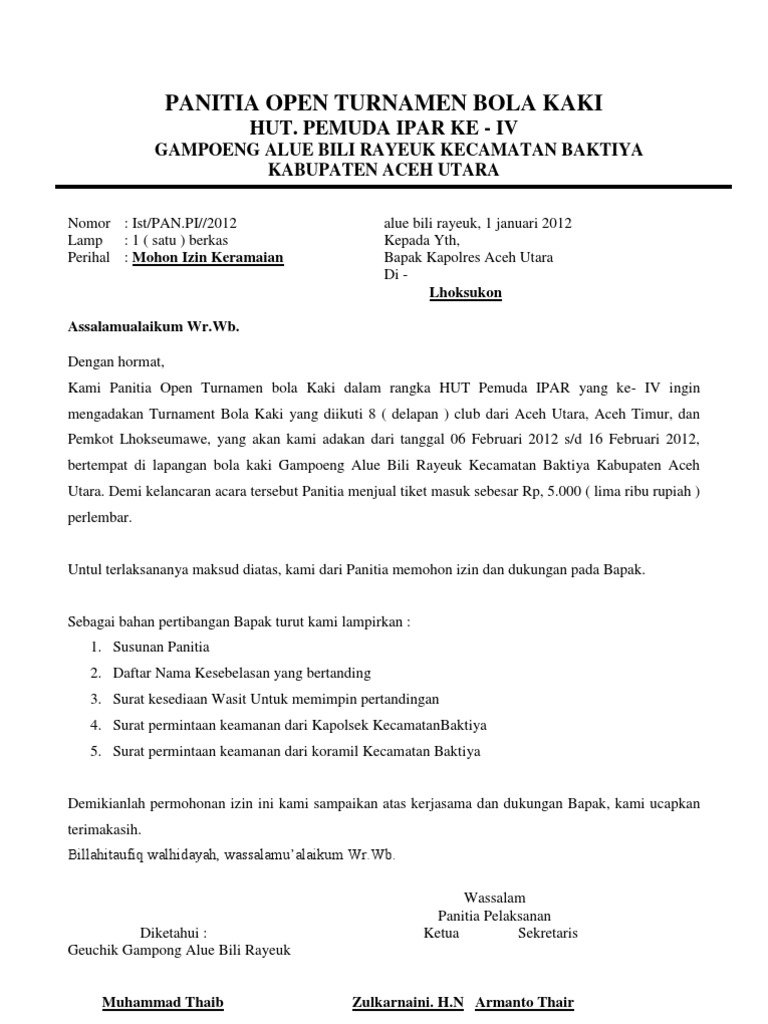 PANITIA OPEN TURNAMEN BOLA KAKI
HUT. PEMUDA IPAR KE - IV
GAMPOENG ALUE BILI RAYEUK KECAMATAN BAKTIYA
KABUPATEN ACEH UTARA
Nomor : Ist/PAN.PI//2012 alue bili rayeuk, 1 januari 2012
Lamp : 1 ( satu ) berkas Kepada Yth,
Perihal : Mohon Izin Keramaian Bapak Kapolres Aceh Utara
Di -
Lhoksukon
Assalamualaikum Wr.Wb.
Dengan hormat,
Kami Panitia Open Turnamen bola Kaki dalam rangka HUT Pemuda IPAR yang ke- IV ingin
mengadakan Turnament Bola Kaki yang diikuti 8 ( delapan ) club dari Aceh Utara, Aceh Timur, dan
Pemkot Lhokseumawe, yang akan kami adakan dari tanggal 06 Februari 2012 s/d 16 Februari 2012,
bertempat di lapangan bola kaki Gampoeng Alue Bili Rayeuk Kecamatan Baktiya Kabupaten Aceh
Utara. Demi kelancaran acara tersebut Panitia menjual tiket masuk sebesar Rp, 5.000 ( lima ribu rupiah )
perlembar.
Untul terlaksananya maksud diatas, kami dari Panitia memohon izin dan dukungan pada Bapak.
Sebagai bahan pertibangan Bapak turut kami lampirkan :
1. Susunan Panitia
2. Daftar Nama Kesebelasan yang bertanding
3. Surat kesediaan Wasit Untuk memimpin pertandingan
4. Surat permintaan keamanan dari Kapolsek KecamatanBaktiya
5. Surat permintaan keamanan dari koramil Kecamatan Baktiya
Demikianlah permohonan izin ini kami sampaikan atas kerjasama dan dukungan Bapak, kami ucapkan
terimakasih.
Billahitaufiq walhidayah, wassalamu’alaikum Wr.Wb.
Wassalam
Panitia Pelaksanan
Diketahui : Ketua Sekretaris
Geuchik Gampong Alue Bili Rayeuk
Muhammad Thaib Zulkarnaini. H.N Armanto Thair